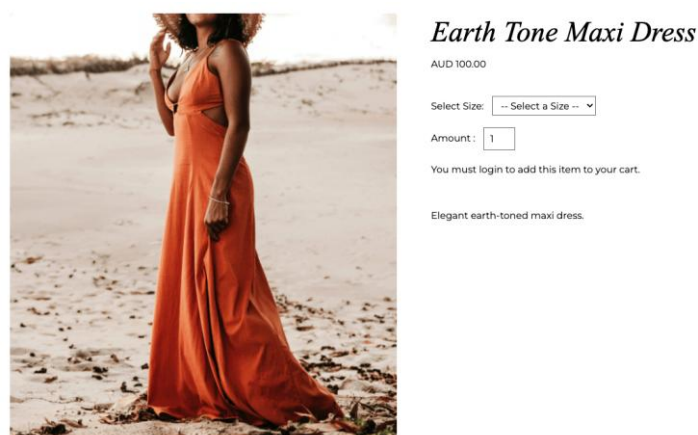 Earth Tone Maxi Dress
AUD 100.00
Select Size: -- Select a Size --
Amount : 1
You must login to add this item to your cart.
Elegant earth-toned maxi dress.